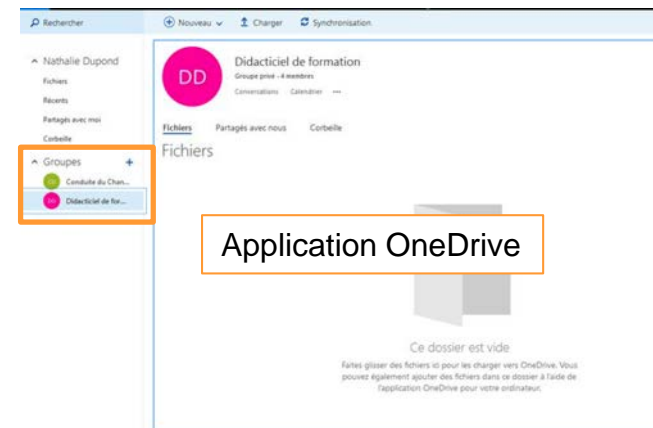 Rechercher
Nouveau
Charger
Synchronisation
Nathalie Dupond
Fichiers
Récents
Partagés avec moi
Corbeille
Groupes +
Conduite du Chan...
DD Didacticiel de for...
DD
Didacticiel de formation
Groupe privé - 4 membres
Conversations Calendrier ...
Fichiers Partagés avec nous Corbeille
Fichiers
Application OneDrive
Ce dossier est vide
Faites glisser des fichiers ici pour les charger vers OneDrive. Vous
pouvez également ajouter des fichiers dans ce dossier à l'aide de
l'application OneDrive pour votre ordinateur.